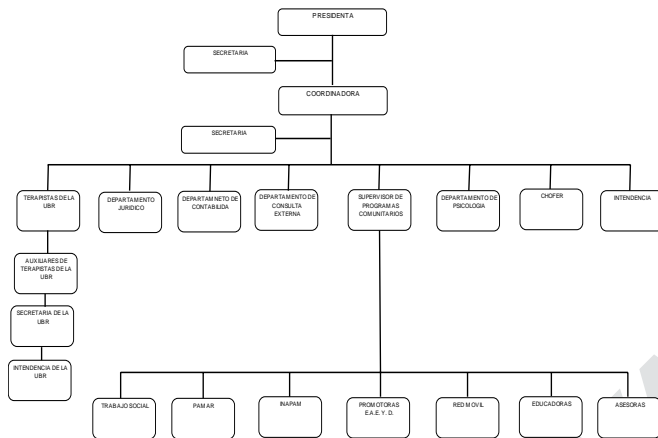 PRESIDENTA
SECRETARIA
COORDINADORA
SECRETARIA
TERAPISTAS DE LA
UBR
DEPARTAMENTO
JURIDICO
DEPARTAMNETO DE
CONTABILIDA
DEPARTAMENTO DE
CONSULTA
EXTERNA
SUPERVISOR DE
PROGRAMAS
COMUNITARIOS
DEPARTAMENTO DE
PSICOLOGIA
CHOFER
INTENDENCIA
AUXILIARES DE
TERAPISTAS DE LA
UBR
SECRETARIA DE LA
UBR
INTENDENCIA DE LA
UBR
TRABAJO SOCIAL
PAMAR
INAPAM
PROMOTORAS
E.A.E. Y. D.
RED MOVIL
EDUCADORAS
ASESORAS